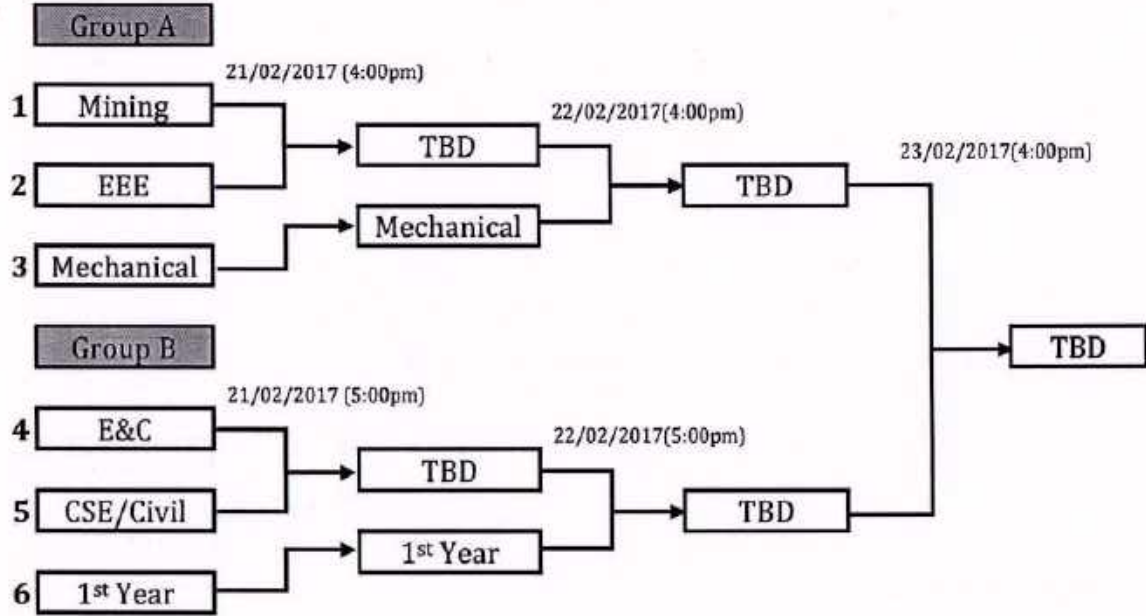 Group A
21/02/2017 (4:00pm)
1 Mining
22/02/2017(4:00pm)
TBD
23/02/2017(4:00pm)
2 EEE
TBD
Mechanical
3 Mechanical
Group B
TBD
21/02/2017 (5:00pm)
4 E&C
22/02/2017(5:00pm)
TBD
5 CSE/Civil
TBD
1st Year
6 1st Year